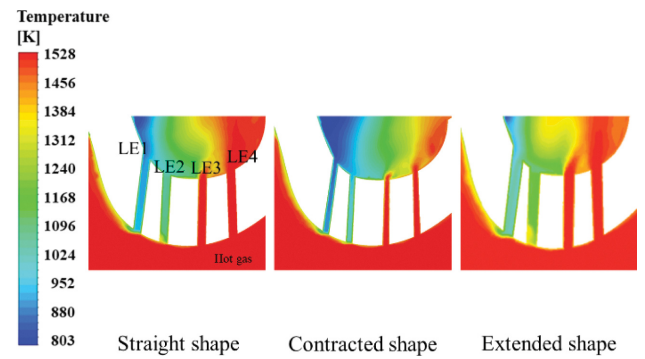 Temperature
[K]
1528
1456
1384
1312
1240
1168
1096
1024
952
880
803
LE1
LE2
LE3
LE4
Hot gas
Straight shape
Contracted shape
Extended shape